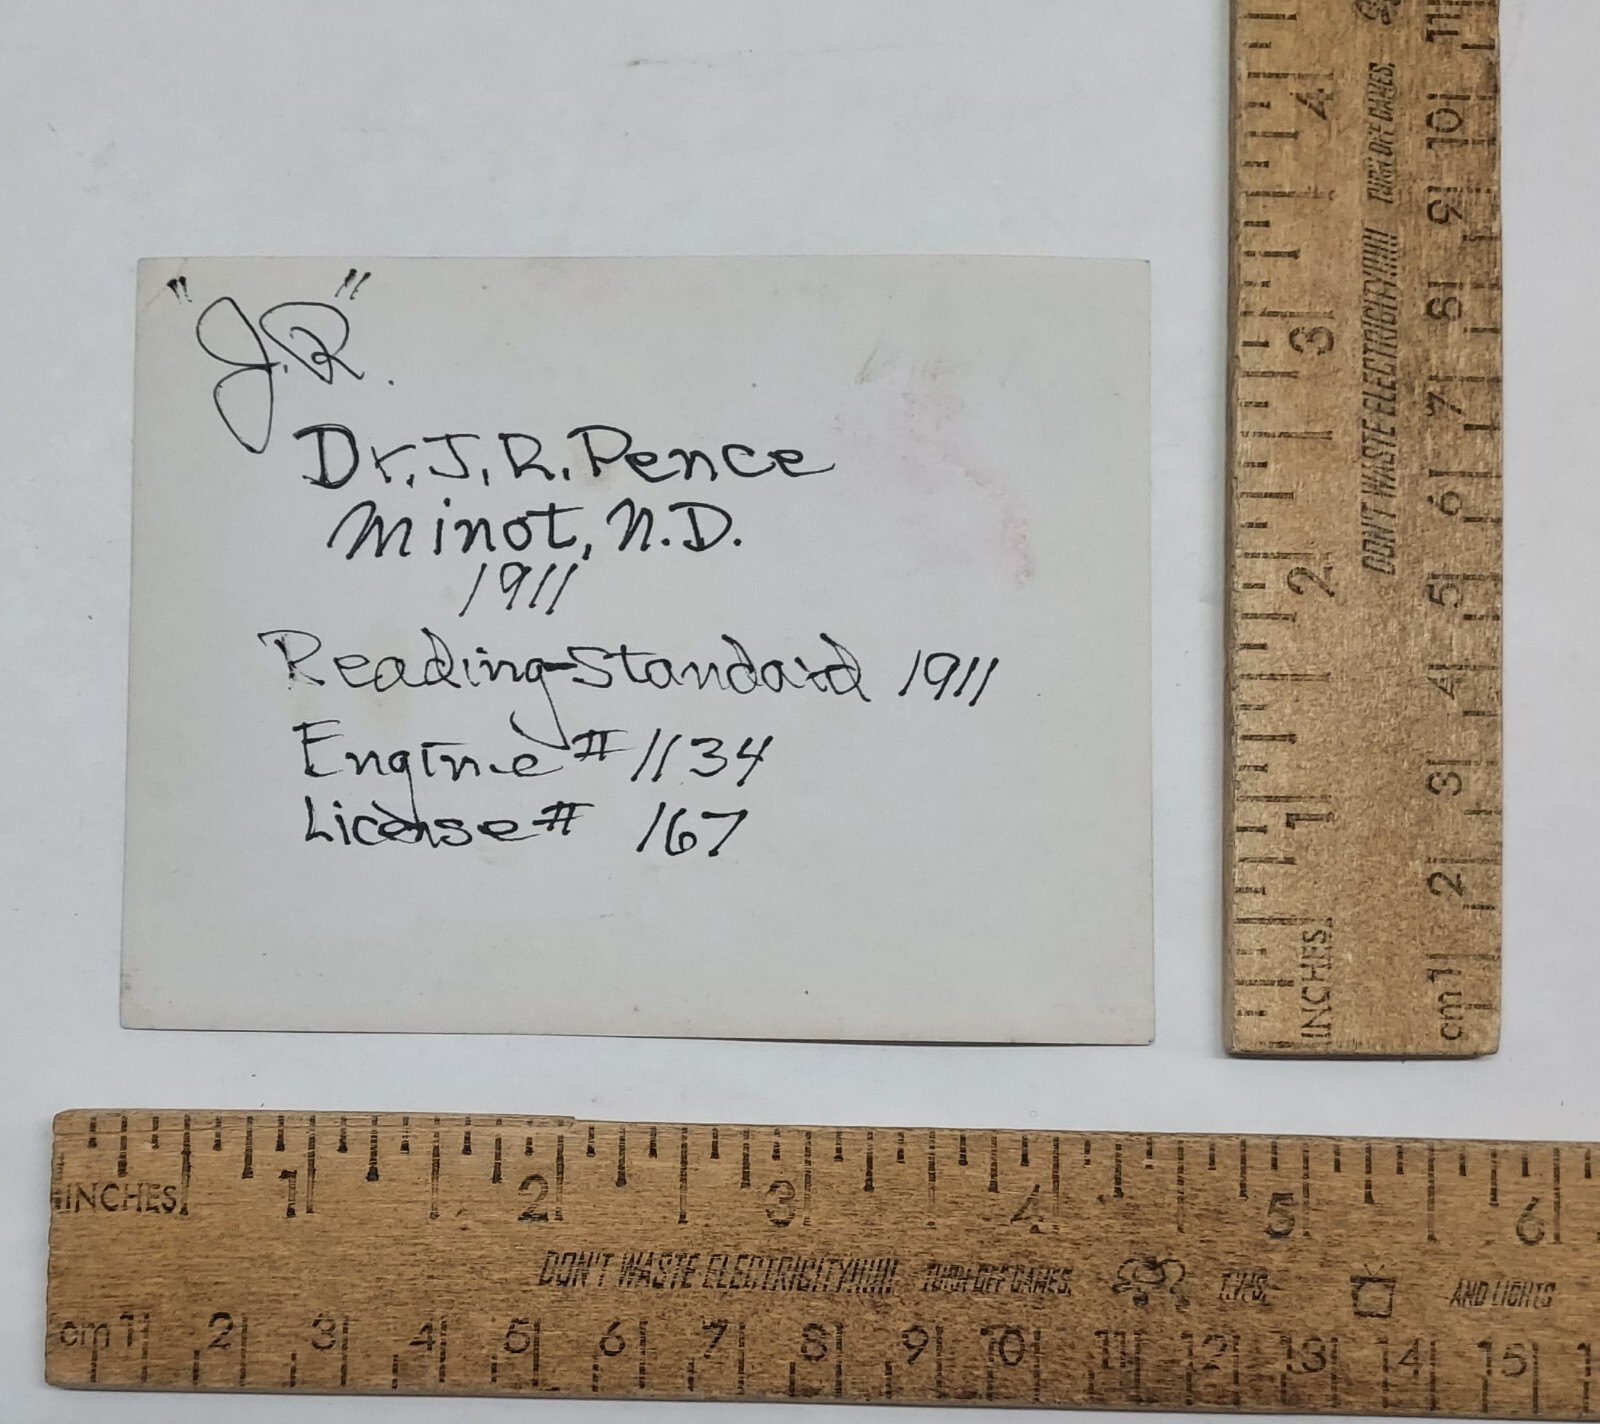 "J.R".
Dr. J. R. Pence
Minot, N.D.
1911
Reading-Standard 1911
Engine # 1134
License # 167
INCHES 1 2 3 4
DON'T WASTE ELECTRICITY!!!!!! TURN OFF GAMES,
cm 1 2 3 4 5 6 7 8 9 10 11
INCHES 1 2 3 4 5 6
DON'T WASTE ELECTRICITY!!!!!! TURN OFF GAMES, T.V.'S, AND LIGHTS
cm 1 2 3 4 5 6 7 8 9 10 11 12 13 14 15